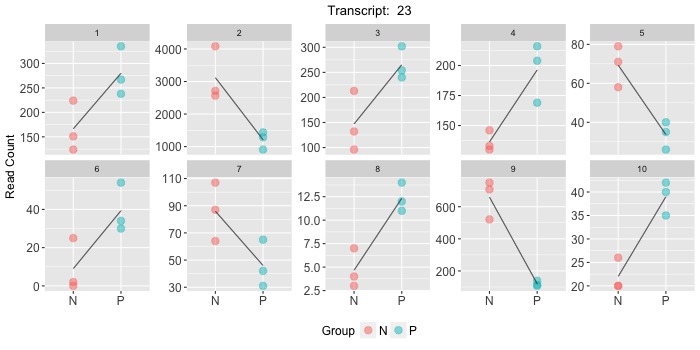 Transcript: 23
1 2 3 4 5
300 250 200 150
4000 3000 2000 1000
300 250 200 150 100
200 175 150
80 60 40
Read Count
6 7 8 9 10
40 20 0
110 90 70 50 30
12.5 10.0 7.5 5.0 2.5
600 400 200
40 35 30 25 20
N P N P N P N P N P
Group N P